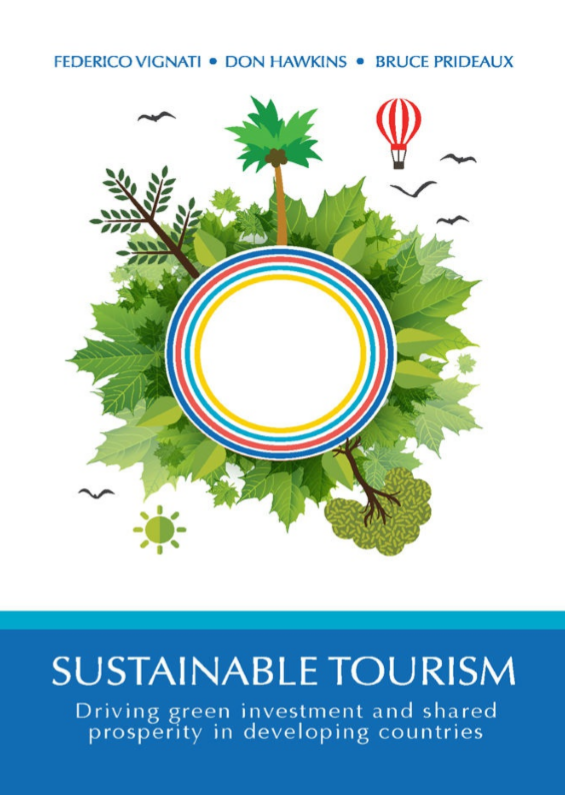 FEDERICO VIGNATI • DON HAWKINS • BRUCE PRIDEAUX
SUSTAINABLE TOURISM
Driving green investment and shared
prosperity in developing countries